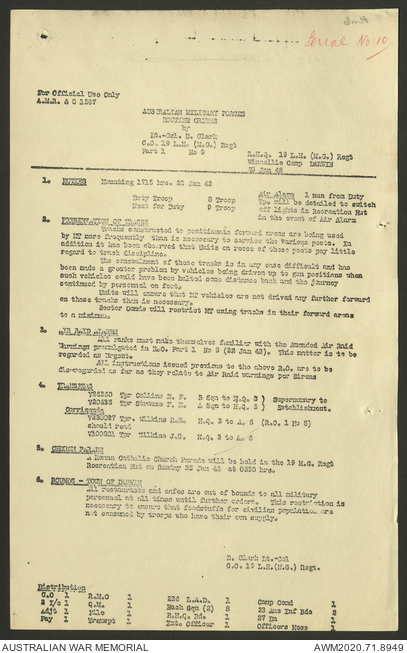 Serial No. 10
For Official Use Only
A.M.R. & O 1587
AUSTRALIAN MILITARY FORCES
ROUTINE ORDERS
by
Lt.-Col. D. Clark
C.O. 19 L.H. (M.G.) Regt
Part 1 No 9
R.H.Q. 19 L.H. (M.G.) Regt
Winnellie Camp DARWIN
23 Jan 42
1. DUTIES Mounting 1715 hrs. 23 Jan 42
Duty Troop 8 Troop
Next for Duty 9 Troop
Air Alarm 1 man from Duty
Tps will be detailed to switch
off lights in Recreation Hut
in the event of Air Alarm
2. PRESERVATION OF TRACKS
Tracks constructed to positions in forward areas are being used
by MT more frequently than is necessary to service the various posts. In
addition it has been observed that Units on recce of these posts pay little
regard to track discipline.
The concealment of these tracks is in any case difficult and has
been made a greater problem by vehicles being driven up to gun positions when
such vehicles could have been halted some distance back and the journey
continued by personnel on foot.
Units will ensure that MT vehicles are not driven any further forward
on these tracks than is necessary.
Sector Comds will restrict MT using tracks in their forward areas
to a minimum.
3. AIR RAID ALARMS
All ranks must make themselves familiar with the Amended Air Raid
Warnings promulgated in R.O. Part 1 No 9 (22 Jan 42). This matter is to be
regarded as Urgent.
All instructions issued previous to the above R.O. are to be
disregarded as far as they relate to Air Raid warnings per Sirens
4. TRANSFERS
Tpr Collins E. F. B Sqn to H.Q. 3 ) Supernumary to
Tpr Strauss F. H. A Sqn to H.Q. 3 ) Establishment.
Corrigenda
Tpr. Wilkins H.Q. 3 to A. 6 (R.O. 1 No 8)
should read
Tpr Wilkins J.C. H.Q. 3 to A. 6
5. CHURCH PARADE
A Roman Catholic Church Parade will be held in the 19 M.G. Regt
Recreation Hut on Sunday 25 Jan 42 at 0830 hrs.
6. BOUNDS - TOWN OF DARWIN
All restaurants and cafes are out of bounds to all military
personnel at all times until further orders. This restriction is
necessary to ensure that foodstuffs for civilian population are
not consumed by troops who have their own supply.
D. Clark Lt.-Col
C.O. 19 L.H.(M.G.) Regt.
Distribution
C.O 1 R.M.O 1 L.A.D. 1 Camp Comd 1
2 I/c 1 Q.M. 1 Each Sqn (2) 8 23 Aus Inf Bde 2
Adjt 1 File 1 R.H.Q. Bde 1 27 Bn 1
Pay 1 Transpt 1 Int. Officer 1 Officers Mess 1
AUSTRALIAN WAR MEMORIAL
AWM2020.71.8949